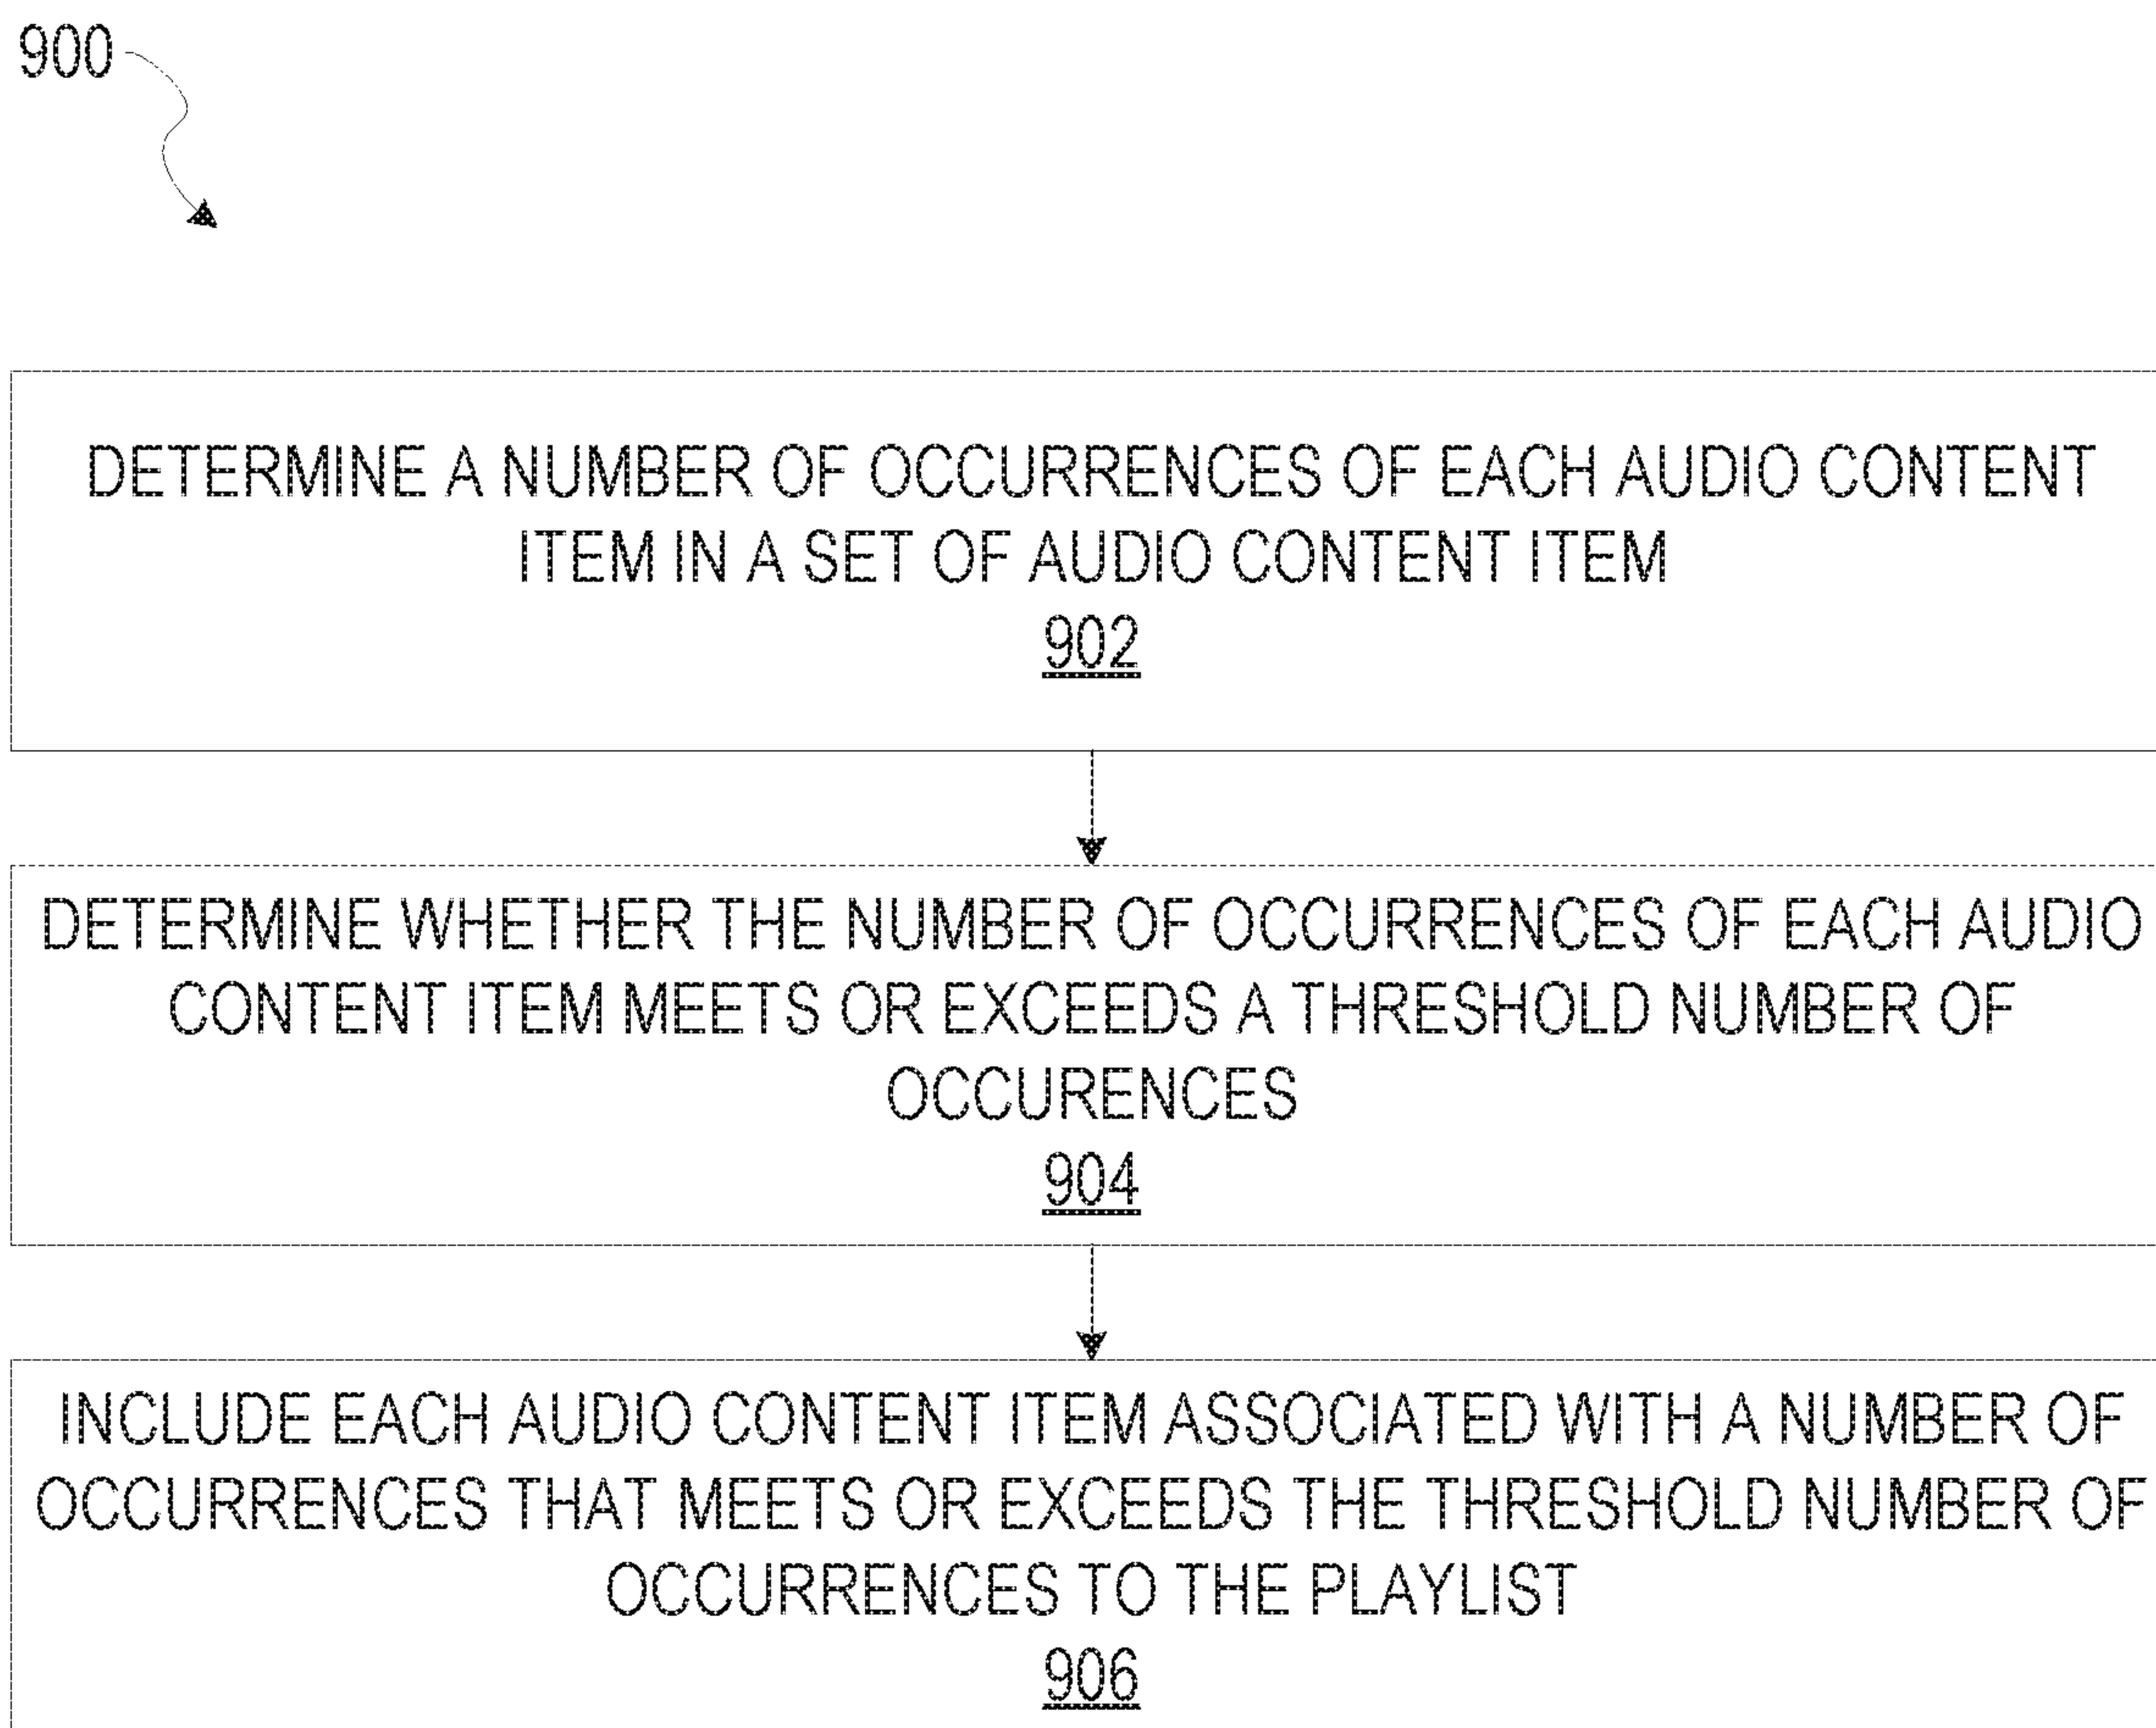 900
DETERMINE A NUMBER OF OCCURRENCES OF EACH AUDIO CONTENT
ITEM IN A SET OF AUDIO CONTENT ITEM
902
DETERMINE WHETHER THE NUMBER OF OCCURRENCES OF EACH AUDIO
CONTENT ITEM MEETS OR EXCEEDS A THRESHOLD NUMBER OF
OCCURENCES
904
INCLUDE EACH AUDIO CONTENT ITEM ASSOCIATED WITH A NUMBER OF
OCCURRENCES THAT MEETS OR EXCEEDS THE THRESHOLD NUMBER OF
OCCURRENCES TO THE PLAYLIST
906